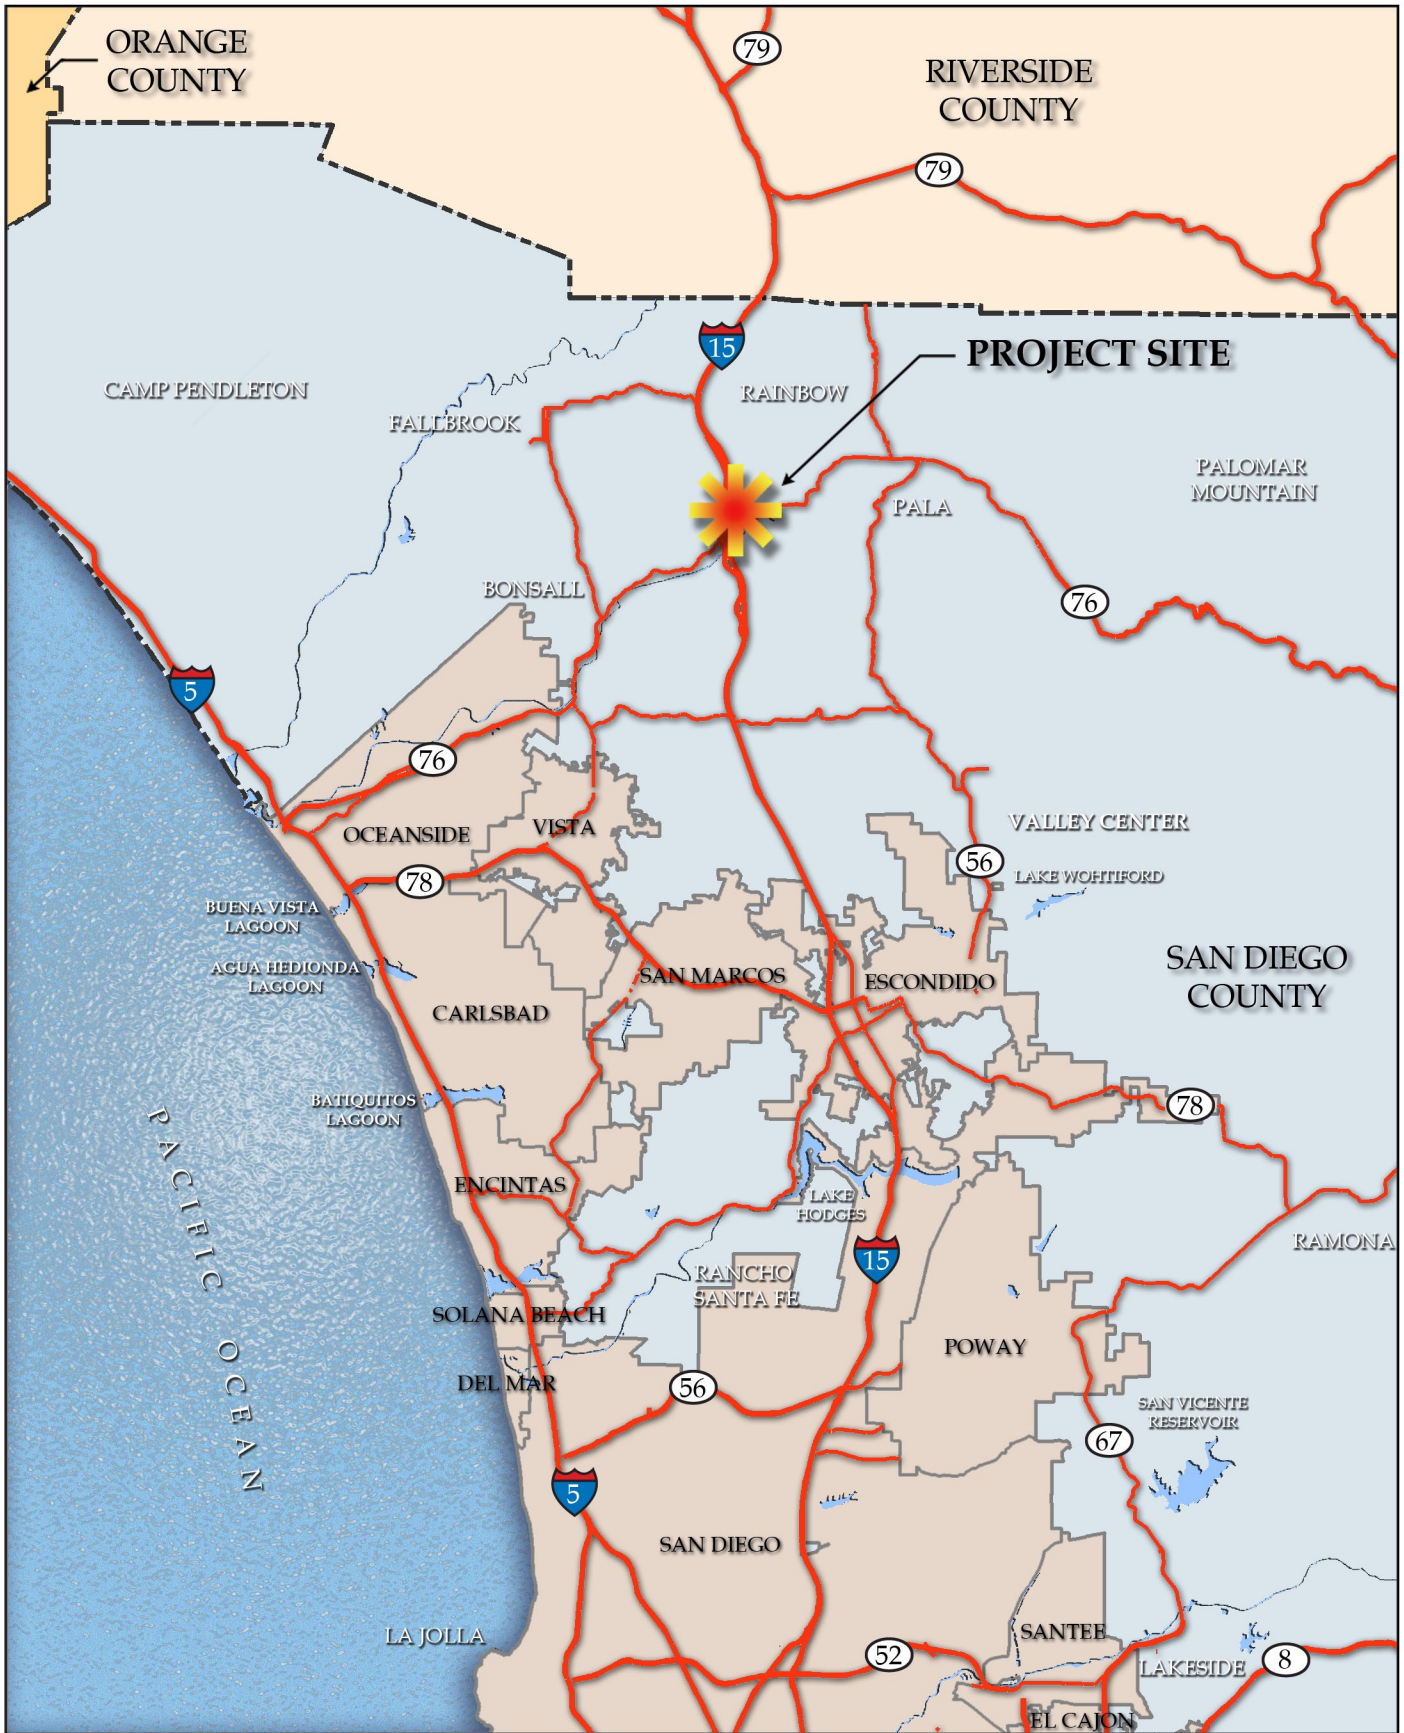 79
ORANGE
COUNTY
RIVERSIDE
COUNTY
79
15
PROJECT SITE
CAMP PENDLETON
RAINBOW
FALLBROOK
PALOMAR
MOUNTAIN
PALA
BONSALL
76
5
76
OCEANSIDE
VISTA
VALLEY CENTER
56
LAKE WOHTIFORD
78
BUENA VISTA
LAGOON
SAN DIEGO
COUNTY
AGUA HEDIONDA
LAGOON
SAN MARCOS
ESCONDIDO
CARLSBAD
BATIQUITOS
LAGOON
78
PACIFIC OCEAN
ENCINTAS
LAKE
HODGES
RAMONA
15
RANCHO
SANTA FE
SOLANA BEACH
POWAY
DEL MAR
56
SAN VICENTE
RESERVOIR
67
5
SAN DIEGO
LA JOLLA
SANTEE
52
LAKESIDE
8
EL CAJON